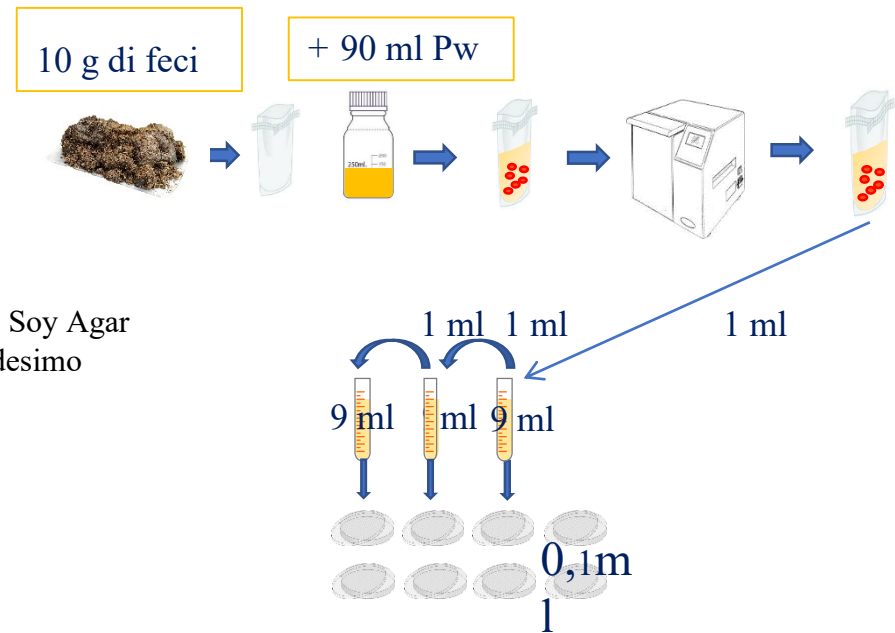 10 g di feci
+ 90 ml Pw
250ml
Soy Agar
desimo
1 ml 1 ml
1 ml
9 ml ml 9 ml
0,1m
l